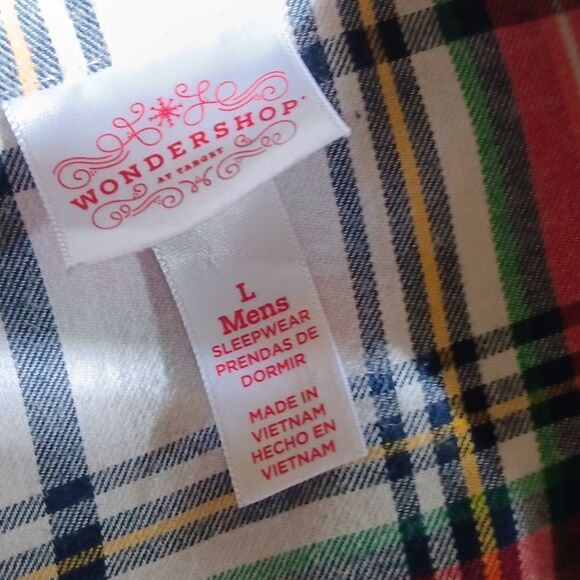 WONDERSHOP
AT TARGET
L
Mens
SLEEPWEAR
PRENDAS DE
DORMIR
MADE IN
VIETNAM
HECHO EN
VIETNAM